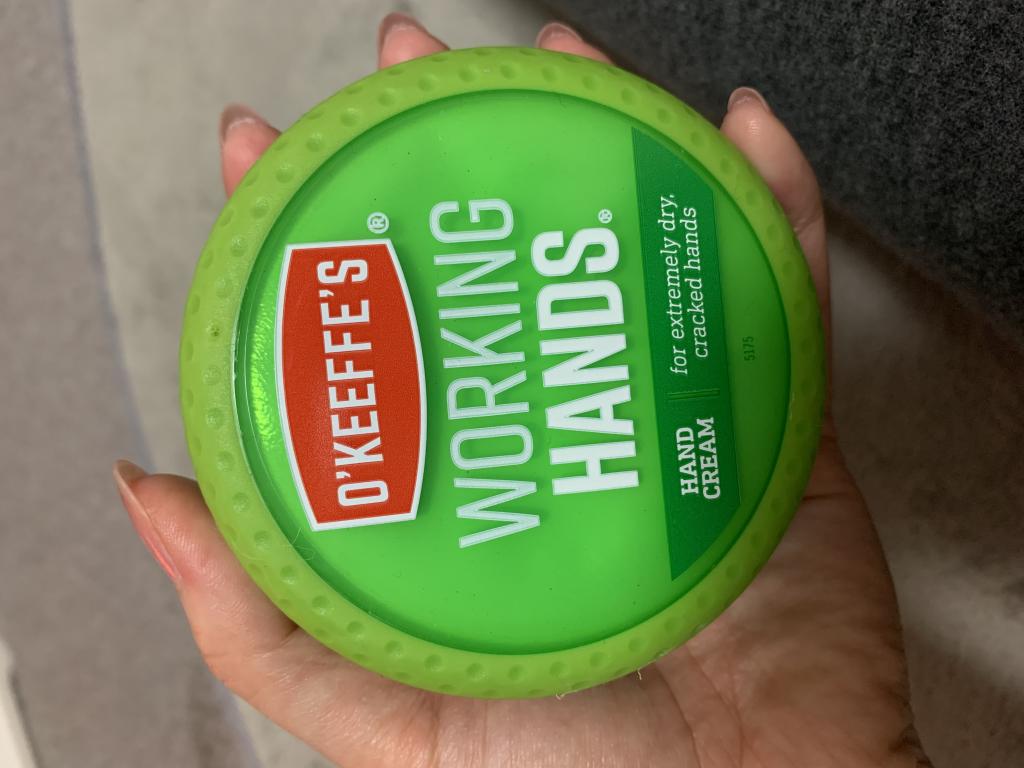 O'KEEFFE'S®
WORKING
HANDS®
HAND
CREAM
for extremely dry,
cracked hands
5175